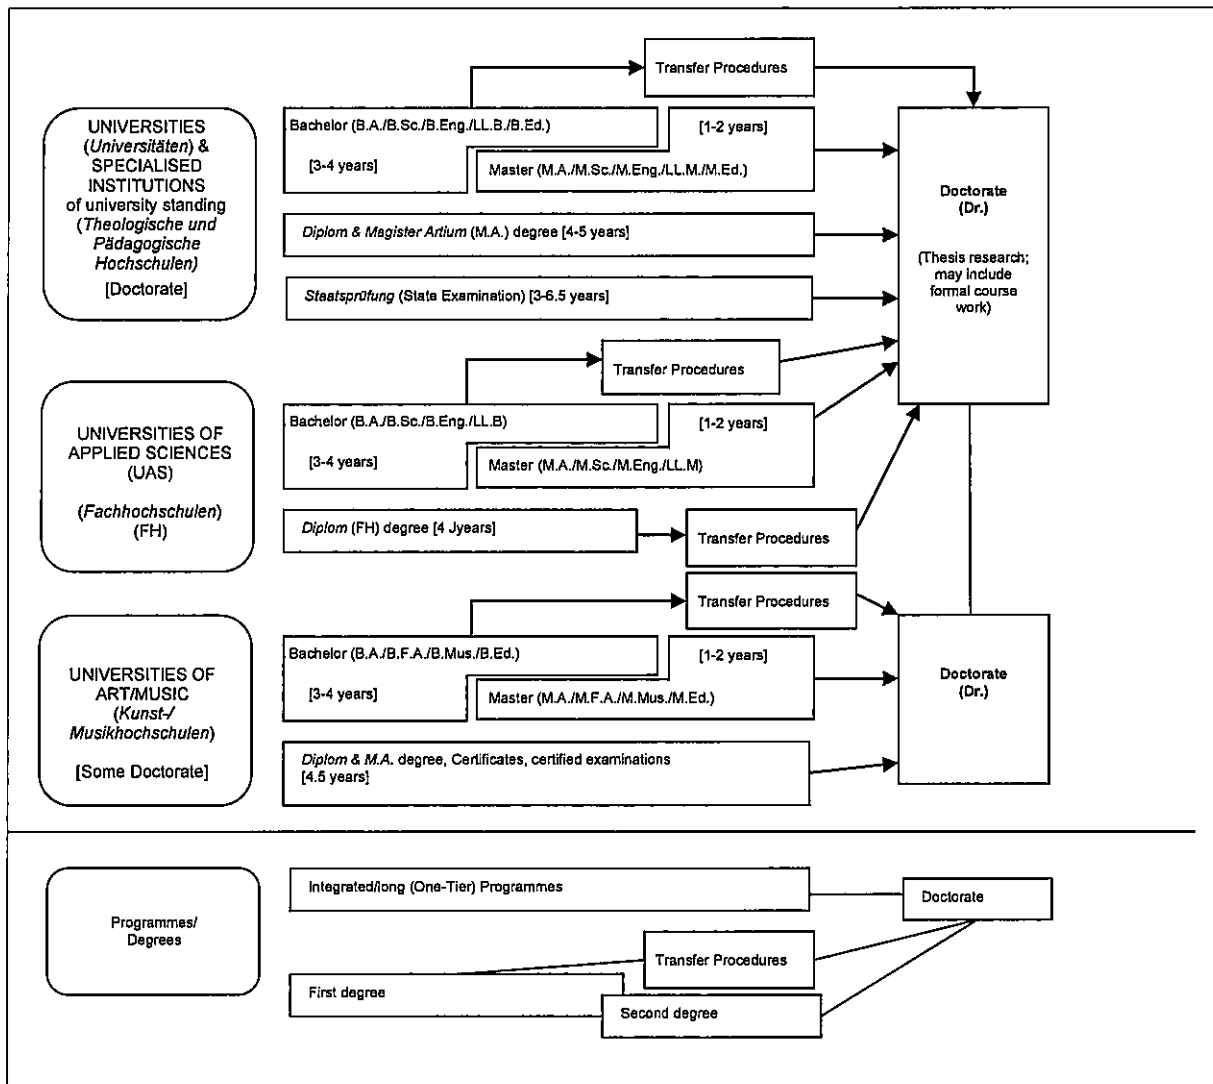 Transfer Procedures
UNIVERSITIES
(Universitäten) &
SPECIALISED
INSTITUTIONS
of university standing
(Theologische und
Pädagogische
Hochschulen)
[Doctorate]
Bachelor (B.A./B.Sc./B.Eng./LL.B./B.Ed.)
[1-2 years]
[3-4 years]
Master (M.A./M.Sc./M.Eng./LL.M./M.Ed.)
Diplom & Magister Artium (M.A.) degree [4-5 years]
Staatsprüfung (State Examination) [3-6.5 years]
Doctorate
(Dr.)
(Thesis research;
may include
formal course
work)
Transfer Procedures
UNIVERSITIES OF
APPLIED SCIENCES
(UAS)
(Fachhochschulen)
(FH)
Bachelor (B.A./B.Sc./B.Eng./LL.B)
[1-2 years]
[3-4 years]
Master (M.A./M.Sc./M.Eng./LL.M)
Diplom (FH) degree [4 Jyears]
Transfer Procedures
Transfer Procedures
UNIVERSITIES OF
ART/MUSIC
(Kunst-/
Musikhochschulen)
[Some Doctorate]
Bachelor (B.A./B.F.A./B.Mus./B.Ed.)
[1-2 years]
[3-4 years]
Master (M.A./M.F.A./M.Mus./M.Ed.)
Diplom & M.A. degree, Certificates, certified examinations
[4.5 years]
Doctorate
(Dr.)
Programmes/
Degrees
Integrated/long (One-Tier) Programmes
Doctorate
Transfer Procedures
First degree
Second degree